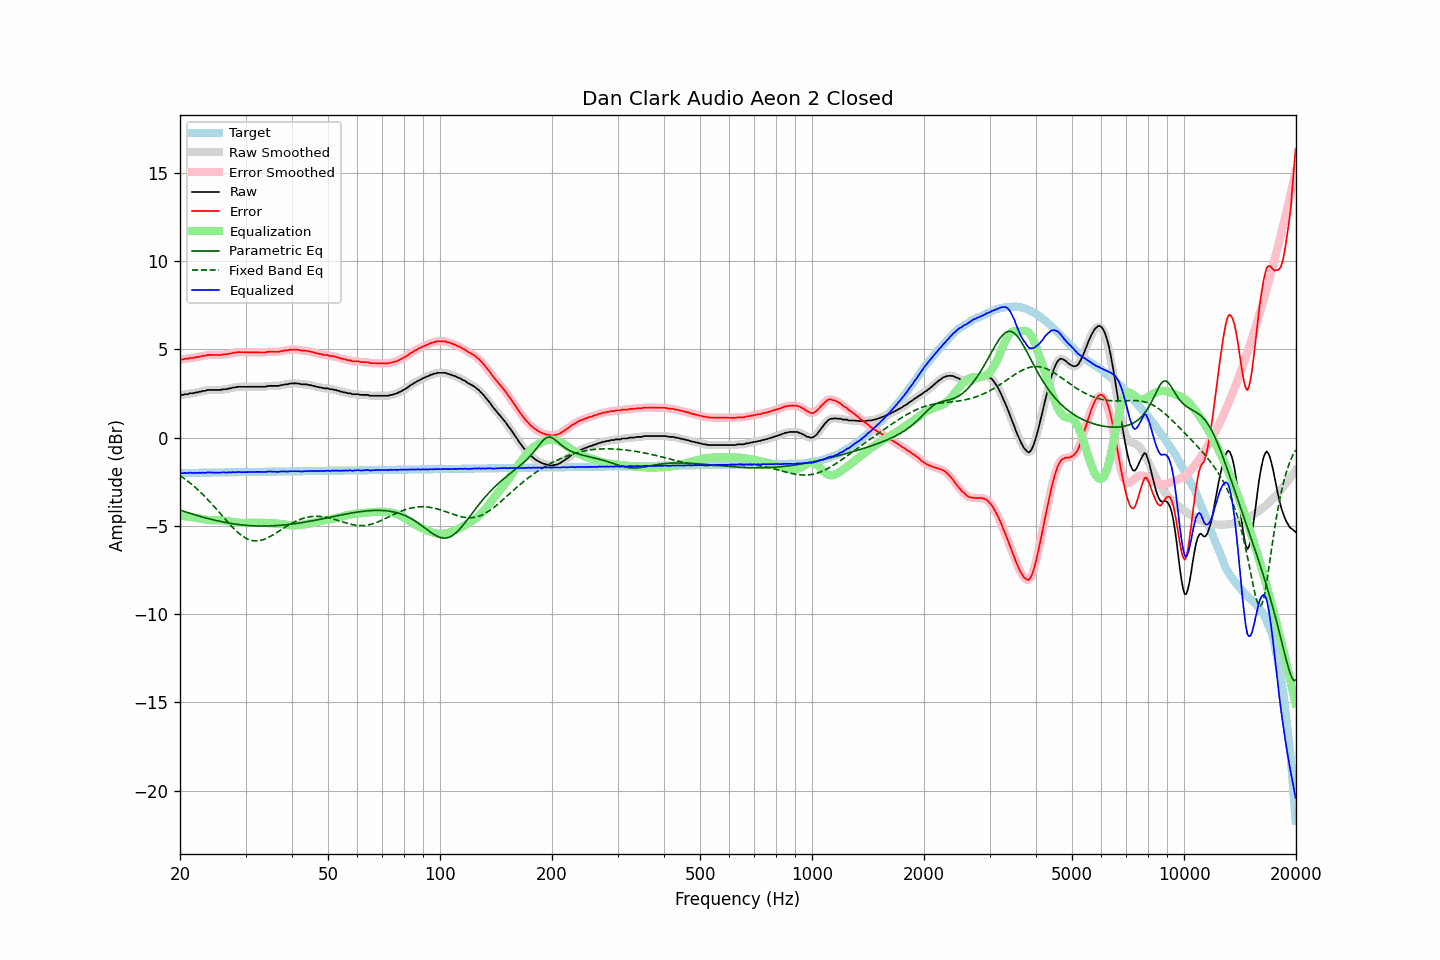 Dan Clark Audio Aeon 2 Closed
Target
Raw Smoothed
Error Smoothed
Raw
Error
Equalization
Parametric Eq
Fixed Band Eq
Equalized
15
10
5
0
−5
−10
−15
−20
Amplitude (dBr)
20 50 100 200 500 1000 2000 5000 10000 20000
Frequency (Hz)